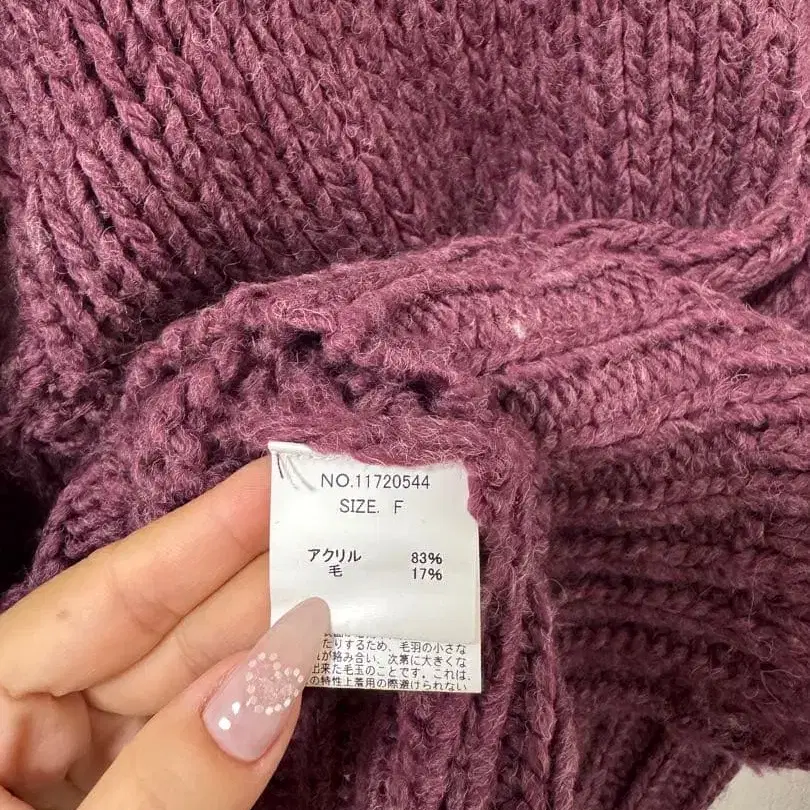 NO.11720544
SIZE. F
アクリル 83%
毛 17%
たりするため、毛羽の小さな
が絡み合い、次第に大きくな
出来た毛玉のことです。これは、
の特性上着用の際避けられない